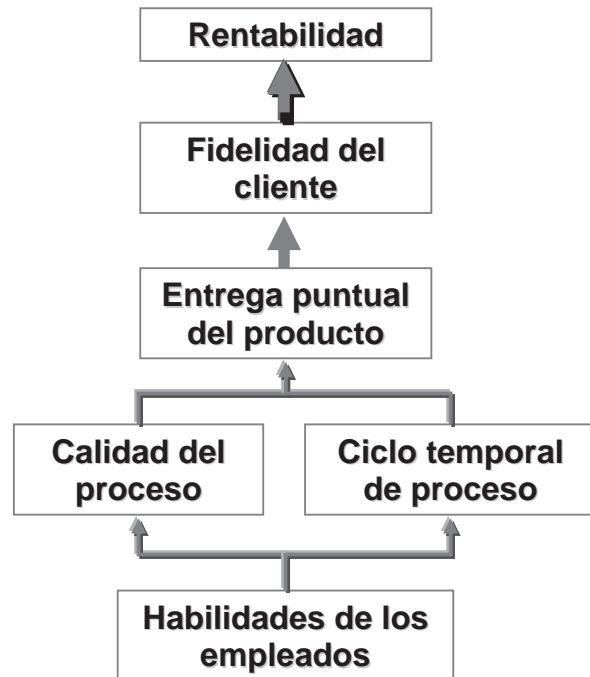 Rentabilidad
Fidelidad del
cliente
Entrega puntual
del producto
Calidad del
proceso
Ciclo temporal
de proceso
Habilidades de los
empleados